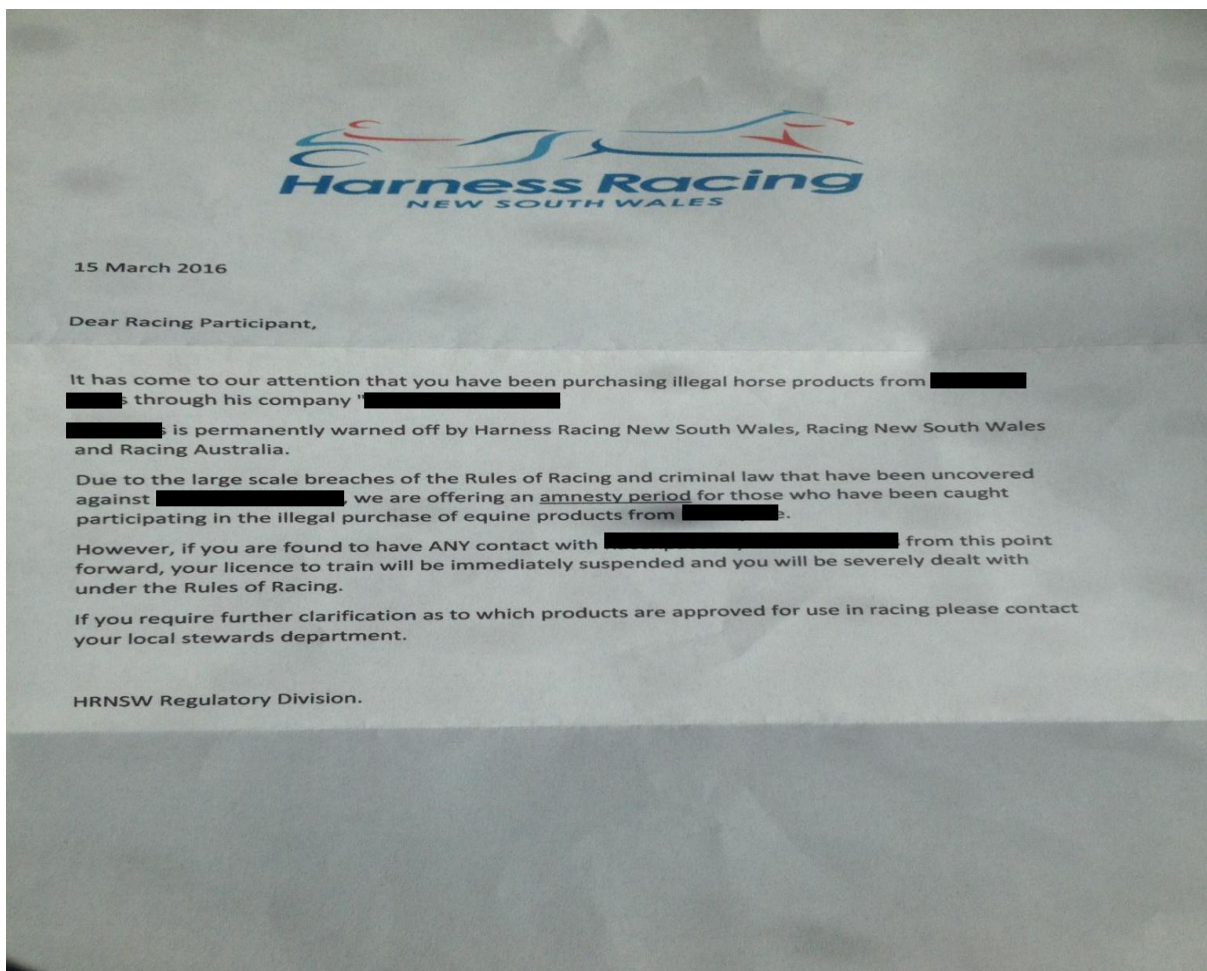 Harness Racing
NEW SOUTH WALES
15 March 2016
Dear Racing Participant,
It has come to our attention that you have been purchasing illegal horse products from
s through his company "
s is permanently warned off by Harness Racing New South Wales, Racing New South Wales
and Racing Australia.
Due to the large scale breaches of the Rules of Racing and criminal law that have been uncovered
against , we are offering an amnesty period for those who have been caught
participating in the illegal purchase of equine products from e.
However, if you are found to have ANY contact with from this point
forward, your licence to train will be immediately suspended and you will be severely dealt with
under the Rules of Racing.
If you require further clarification as to which products are approved for use in racing please contact
your local stewards department.
HRNSW Regulatory Division.